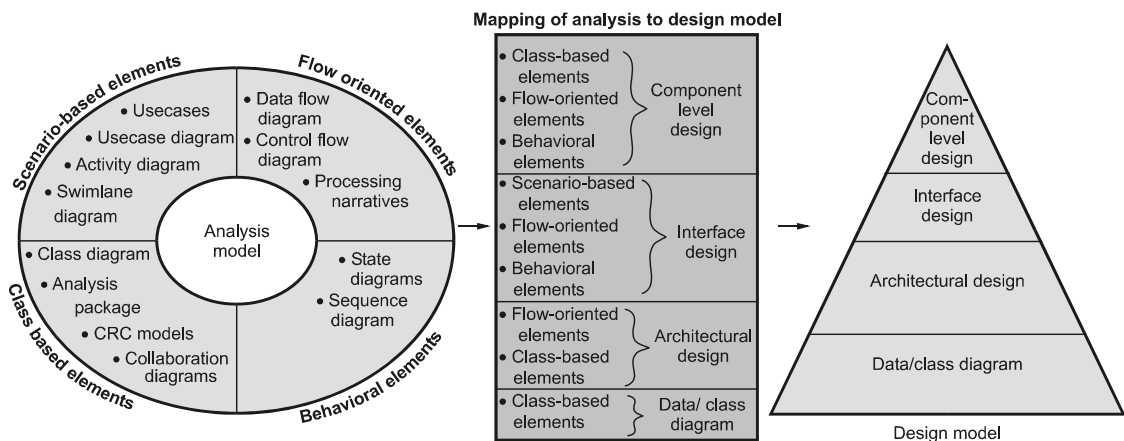 Mapping of analysis to design model
Scenario-based elements
• Usecases
• Usecase diagram
• Activity diagram
• Swimlane
diagram
Flow oriented elements
• Data flow
diagram
• Control flow
diagram
• Processing
narratives
Analysis
model
Class based elements
• Class diagram
• Analysis
package
• CRC models
• Collaboration
diagrams
Behavioral elements
• State
diagrams
• Sequence
diagram
• Class-based
elements
• Flow-oriented
elements
• Behavioral
elements
Component
level
design
• Scenario-based
elements
• Flow-oriented
elements
• Behavioral
elements
Interface
design
• Flow-oriented
elements
• Class-based
elements
Architectural
design
• Class-based
elements
Data/ class
diagram
Com-
ponent
level
design
Interface
design
Architectural design
Data/class diagram
Design model